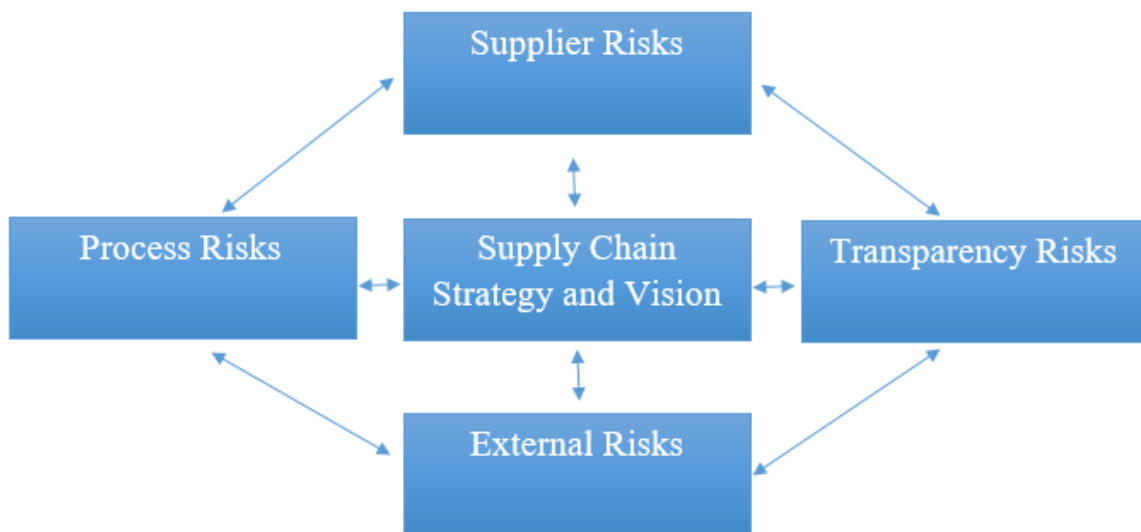 Supplier Risks
Process Risks
Supply Chain
Strategy and Vision
Transparency Risks
External Risks